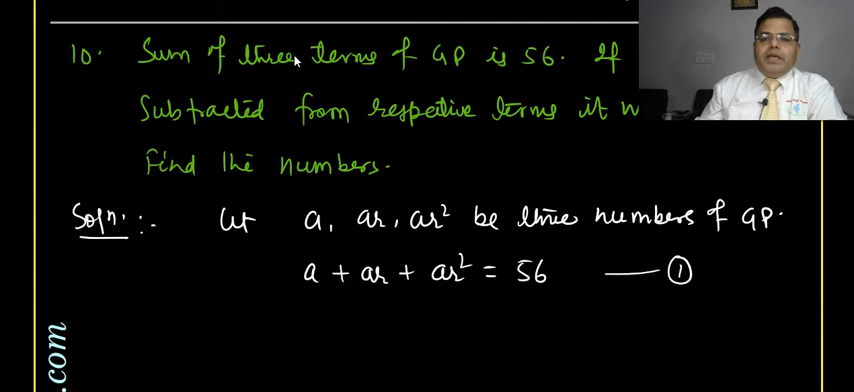 10. Sum of three terms of GP is 56. If
Subtracted from respective terms it
Find the numbers.
Soln:- Let a, ar, ar² be three numbers of GP.
a + ar + ar² = 56 —— ①
.com